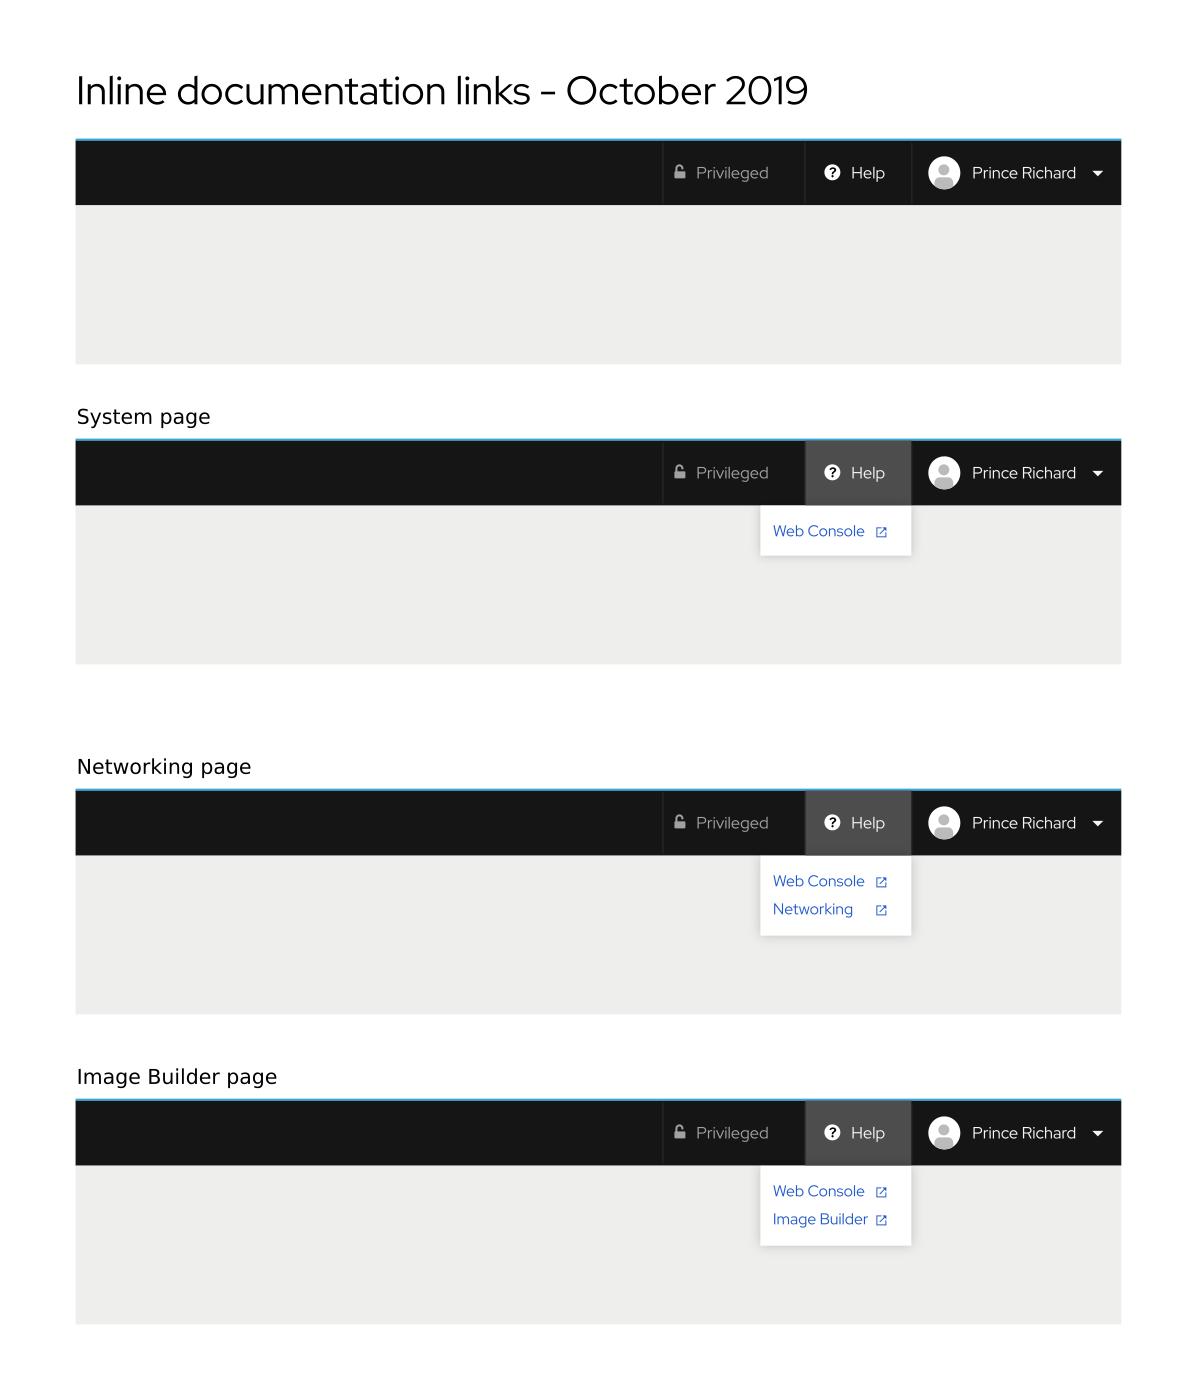 Inline documentation links - October 2019
Privileged Help Prince Richard
System page
Privileged Help Prince Richard
Web Console
Networking page
Privileged Help Prince Richard
Web Console
Networking
Image Builder page
Privileged Help Prince Richard
Web Console
Image Builder